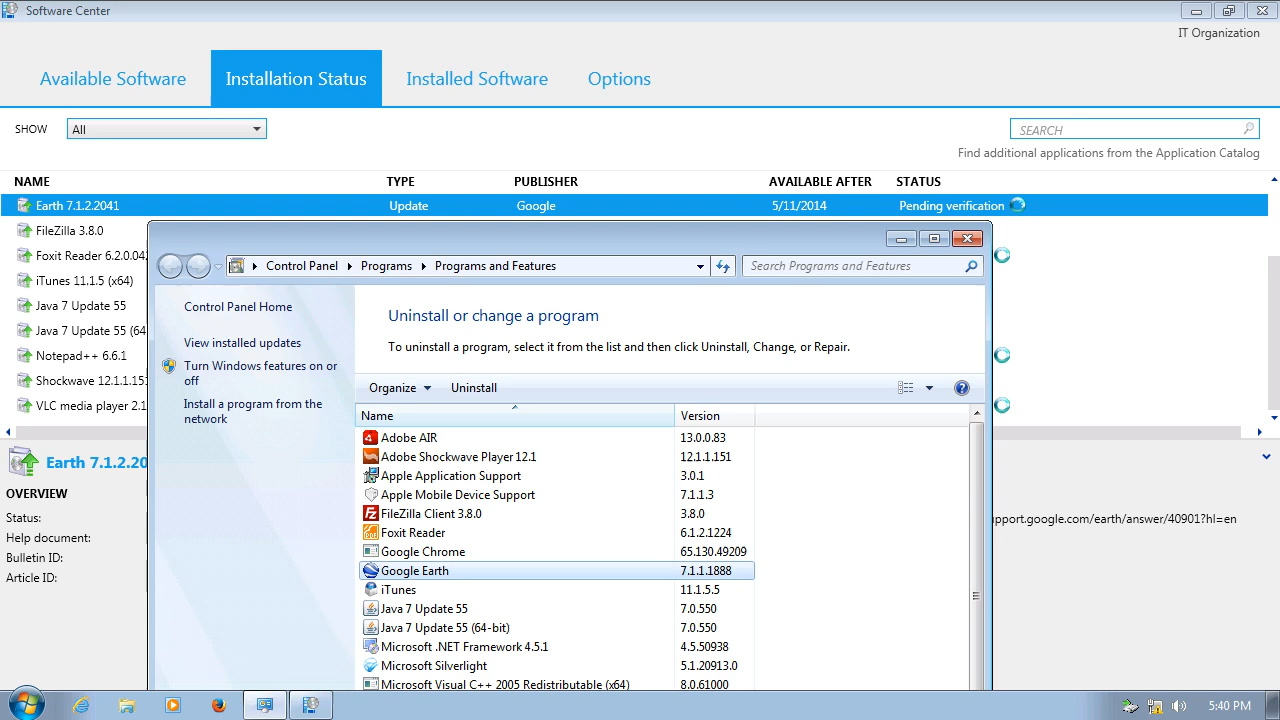 Software Center
IT Organization
Available Software
Installation Status
Installed Software
Options
SHOW
All
SEARCH
Find additional applications from the Application Catalog
NAME TYPE PUBLISHER AVAILABLE AFTER STATUS
Earth 7.1.2.2041 Update Google 5/11/2014 Pending verification
FileZilla 3.8.0
Foxit Reader 6.2.0.042
iTunes 11.1.5 (x64)
Java 7 Update 55
Java 7 Update 55 (64
Notepad++ 6.6.1
Shockwave 12.1.1.151
VLC media player 2.1
Earth 7.1.2.20
OVERVIEW
Status:
Help document:
Bulletin ID:
Article ID:
pport.google.com/earth/answer/40901?hl=en
Control Panel Programs Programs and Features
Search Programs and Features
Control Panel Home
View installed updates
Turn Windows features on or
off
Install a program from the
network
Uninstall or change a program
To uninstall a program, select it from the list and then click Uninstall, Change, or Repair.
Organize Uninstall
Name Version
Adobe AIR 13.0.0.83
Adobe Shockwave Player 12.1 12.1.1.151
Apple Application Support 3.0.1
Apple Mobile Device Support 7.1.1.3
FileZilla Client 3.8.0 3.8.0
Foxit Reader 6.1.2.1224
Google Chrome 65.130.49209
Google Earth 7.1.1.1888
iTunes 11.1.5.5
Java 7 Update 55 7.0.550
Java 7 Update 55 (64-bit) 7.0.550
Microsoft .NET Framework 4.5.1 4.5.50938
Microsoft Silverlight 5.1.20913.0
Microsoft Visual C++ 2005 Redistributable (x64) 8.0.61000
5:40 PM